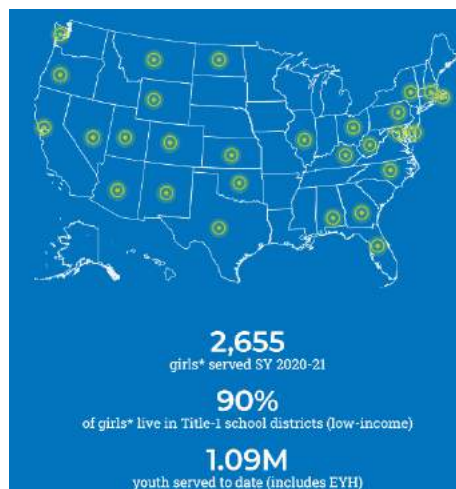 2,655
girls* served SY 2020-21
90%
of girls* live in Title-1 school districts (low-income)
1.09M
youth served to date (includes EYH)